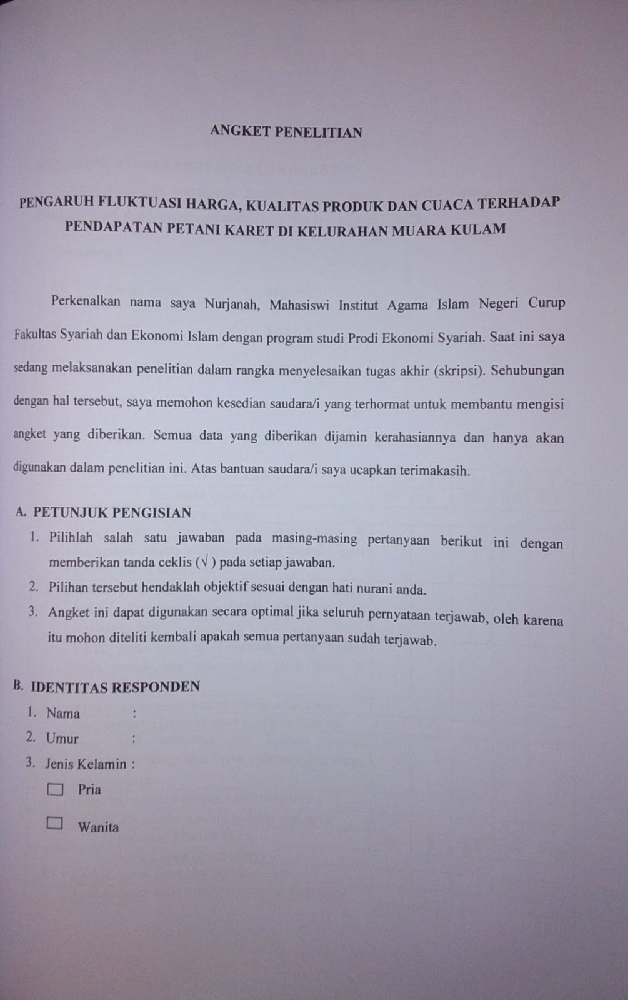 ANGKET PENELITIAN
PENGARUH FLUKTUASI HARGA, KUALITAS PRODUK DAN CUACA TERHADAP
PENDAPATAN PETANI KARET DI KELURAHAN MUARA KULAM
Perkenalkan nama saya Nurjanah, Mahasiswi Institut Agama Islam Negeri Curup
Fakultas Syariah dan Ekonomi Islam dengan program studi Prodi Ekonomi Syariah. Saat ini saya
sedang melaksanakan penelitian dalam rangka menyelesaikan tugas akhir (skripsi). Sehubungan
dengan hal tersebut, saya memohon kesedian saudara/i yang terhormat untuk membantu mengisi
angket yang diberikan. Semua data yang diberikan dijamin kerahasiannya dan hanya akan
digunakan dalam penelitian ini. Atas bantuan saudara/i saya ucapkan terimakasih.
A. PETUNJUK PENGISIAN
1. Pilihlah salah satu jawaban pada masing-masing pertanyaan berikut ini dengan
memberikan tanda ceklis (√ ) pada setiap jawaban.
2. Pilihan tersebut hendaklah objektif sesuai dengan hati nurani anda.
3. Angket ini dapat digunakan secara optimal jika seluruh pernyataan terjawab, oleh karena
itu mohon diteliti kembali apakah semua pertanyaan sudah terjawab.
B. IDENTITAS RESPONDEN
1. Nama :
2. Umur :
3. Jenis Kelamin :
Pria
Wanita